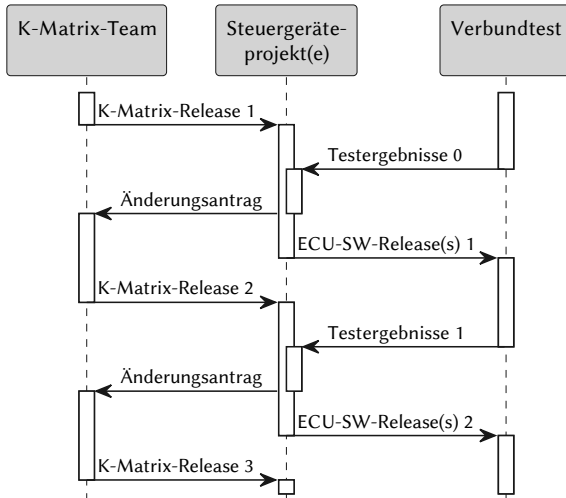 K-Matrix-Team
Steuergeräte-
projekt(e)
Verbundtest
K-Matrix-Release 1
Testergebnisse 0
Änderungsantrag
ECU-SW-Release(s) 1
K-Matrix-Release 2
Testergebnisse 1
Änderungsantrag
ECU-SW-Release(s) 2
K-Matrix-Release 3